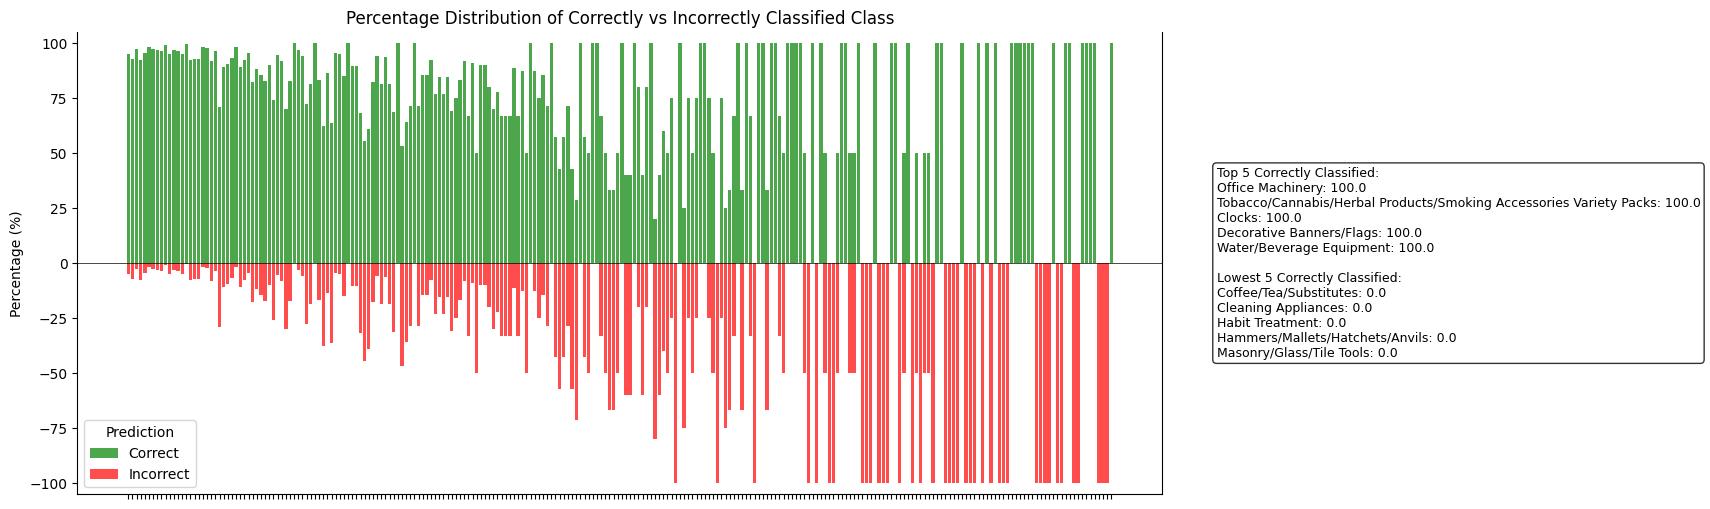 Percentage Distribution of Correctly vs Incorrectly Classified Class
Percentage (%)
100
75
50
25
0
−25
−50
−75
−100
Prediction
Correct
Incorrect
Top 5 Correctly Classified:
Office Machinery: 100.0
Tobacco/Cannabis/Herbal Products/Smoking Accessories Variety Packs: 100.0
Clocks: 100.0
Decorative Banners/Flags: 100.0
Water/Beverage Equipment: 100.0
Lowest 5 Correctly Classified:
Coffee/Tea/Substitutes: 0.0
Cleaning Appliances: 0.0
Habit Treatment: 0.0
Hammers/Mallets/Hatchets/Anvils: 0.0
Masonry/Glass/Tile Tools: 0.0